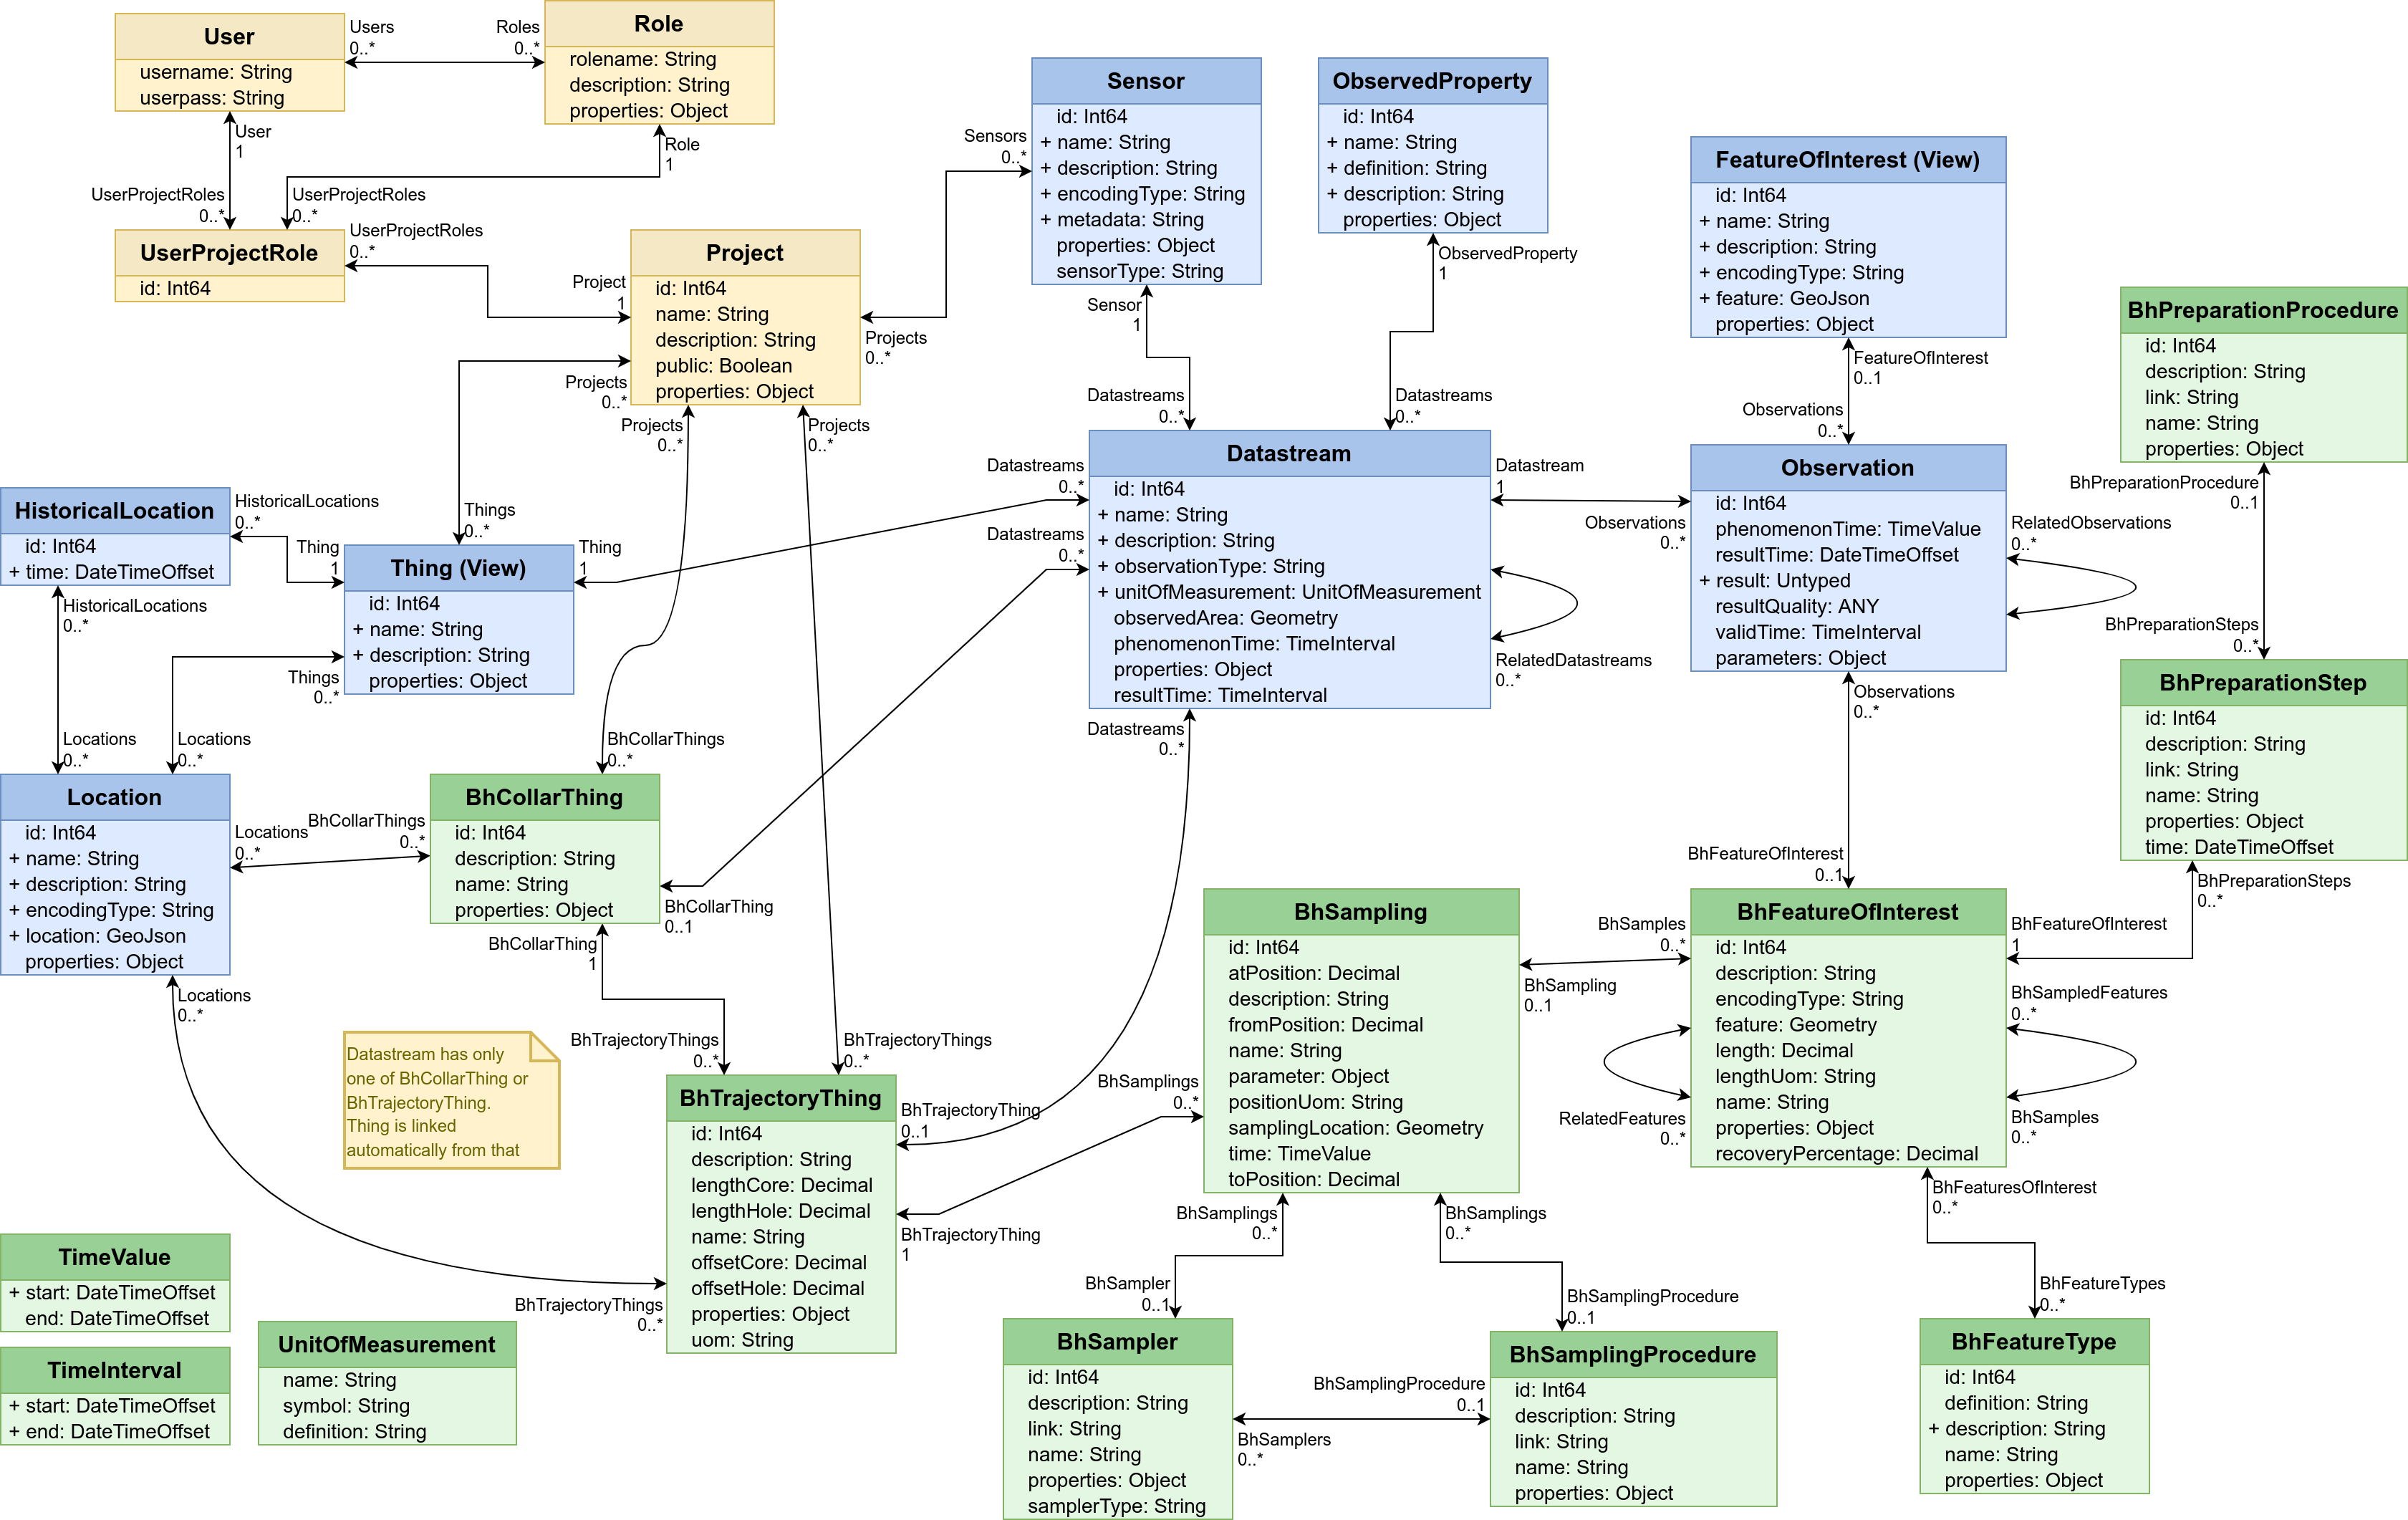 User
username: String
userpass: String
Users
0..*
Roles
0..*
Role
rolename: String
description: String
properties: Object
User
1
UserProjectRoles
0..*
Role
1
UserProjectRoles
0..*
UserProjectRole
id: Int64
UserProjectRoles
0..*
Project
1
Project
id: Int64
name: String
description: String
public: Boolean
properties: Object
Sensors
0..*
Projects
0..*
Projects
0..*
Projects
0..*
Projects
0..*
Sensor
id: Int64
+ name: String
+ description: String
+ encodingType: String
+ metadata: String
properties: Object
sensorType: String
ObservedProperty
id: Int64
+ name: String
+ definition: String
+ description: String
properties: Object
Sensor
1
Datastreams
0..*
ObservedProperty
1
Datastreams
0..*
FeatureOfInterest (View)
id: Int64
+ name: String
+ description: String
+ encodingType: String
+ feature: GeoJson
properties: Object
FeatureOfInterest
0..1
Observations
0..*
BhPreparationProcedure
id: Int64
description: String
link: String
name: String
properties: Object
BhPreparationProcedure
0..1
BhPreparationSteps
0..*
HistoricalLocation
id: Int64
+ time: DateTimeOffset
HistoricalLocations
0..*
Thing
1
Things
0..*
Thing (View)
id: Int64
+ name: String
+ description: String
properties: Object
Thing
1
Datastreams
0..*
Datastreams
0..*
Datastream
id: Int64
+ name: String
+ description: String
+ observationType: String
+ unitOfMeasurement: UnitOfMeasurement
observedArea: Geometry
phenomenonTime: TimeInterval
properties: Object
resultTime: TimeInterval
Datastream
1
Observations
0..*
RelatedDatastreams
0..*
Datastreams
0..*
Observation
id: Int64
phenomenonTime: TimeValue
resultTime: DateTimeOffset
+ result: Untyped
resultQuality: ANY
validTime: TimeInterval
parameters: Object
RelatedObservations
0..*
Observations
0..*
BhFeatureOfInterest
0..1
BhPreparationStep
id: Int64
description: String
link: String
name: String
properties: Object
time: DateTimeOffset
BhPreparationSteps
0..*
BhFeatureOfInterest
1
HistoricalLocations
0..*
Locations
0..*
Things
0..*
Locations
0..*
Location
id: Int64
+ name: String
+ description: String
+ encodingType: String
+ location: GeoJson
properties: Object
Locations
0..*
BhCollarThings
0..*
BhCollarThings
0..*
BhCollarThing
id: Int64
description: String
name: String
properties: Object
BhCollarThing
0..1
BhCollarThing
1
BhTrajectoryThings
0..*
BhTrajectoryThings
0..*
Locations
0..*
Datastream has only
one of BhCollarThing or
BhTrajectoryThing.
Thing is linked
automatically from that
BhTrajectoryThing
id: Int64
description: String
lengthCore: Decimal
lengthHole: Decimal
name: String
offsetCore: Decimal
offsetHole: Decimal
properties: Object
uom: String
BhTrajectoryThing
0..1
BhTrajectoryThing
1
BhTrajectoryThings
0..*
BhSamplings
0..*
BhSampling
id: Int64
atPosition: Decimal
description: String
fromPosition: Decimal
name: String
parameter: Object
positionUom: String
samplingLocation: Geometry
time: TimeValue
toPosition: Decimal
BhSamples
0..*
BhSampling
0..1
BhFeatureOfInterest
id: Int64
description: String
encodingType: String
feature: Geometry
length: Decimal
lengthUom: String
name: String
properties: Object
recoveryPercentage: Decimal
RelatedFeatures
0..*
BhSampledFeatures
0..*
BhSamples
0..*
BhFeaturesOfInterest
0..*
BhFeatureTypes
0..*
BhSamplings
0..*
BhSampler
0..1
BhSamplings
0..*
BhSamplingProcedure
0..1
TimeValue
+ start: DateTimeOffset
end: DateTimeOffset
TimeInterval
+ start: DateTimeOffset
+ end: DateTimeOffset
UnitOfMeasurement
name: String
symbol: String
definition: String
BhSampler
id: Int64
description: String
link: String
name: String
properties: Object
samplerType: String
BhSamplingProcedure
0..1
BhSamplers
0..*
BhSamplingProcedure
id: Int64
description: String
link: String
name: String
properties: Object
BhFeatureType
id: Int64
definition: String
+ description: String
name: String
properties: Object